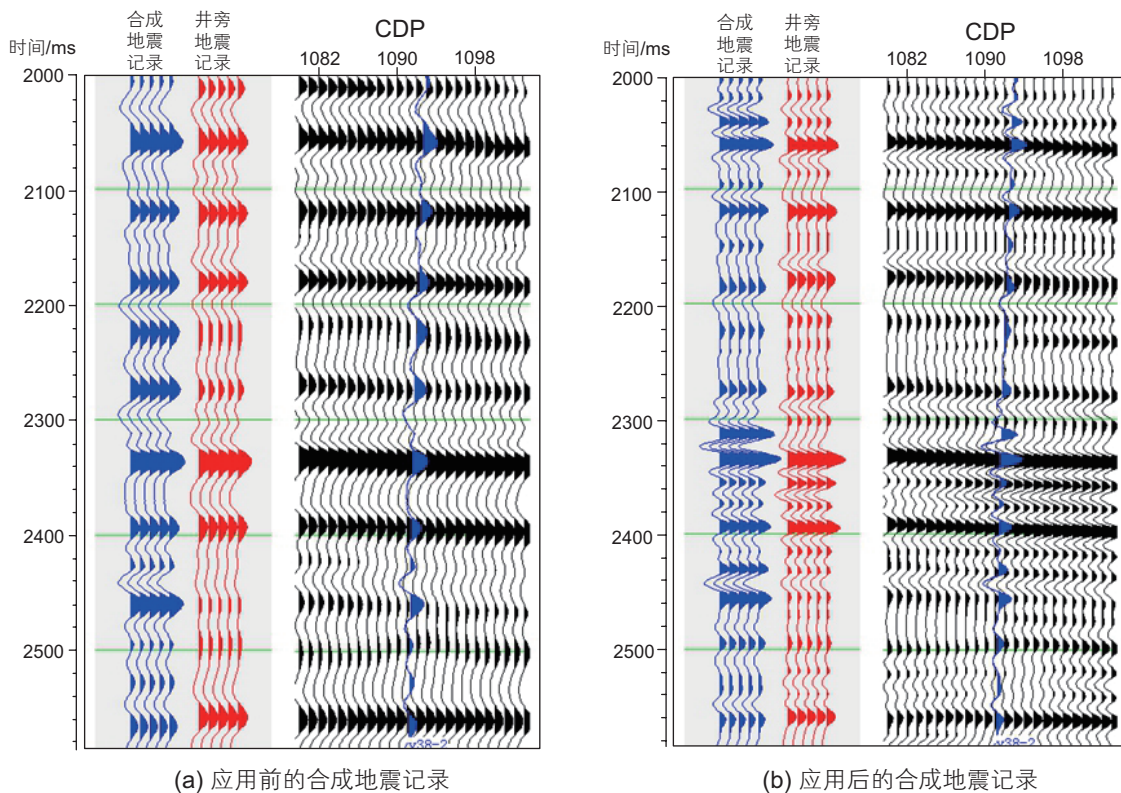 合成
地震
记录
井旁
地震
记录
CDP
时间/ms
1082 1090 1098
2000
2100
2200
2300
2400
2500
(a) 应用前的合成地震记录
合成
地震
记录
井旁
地震
记录
CDP
时间/ms
1082 1090 1098
2000
2100
2200
2300
2400
2500
(b) 应用后的合成地震记录